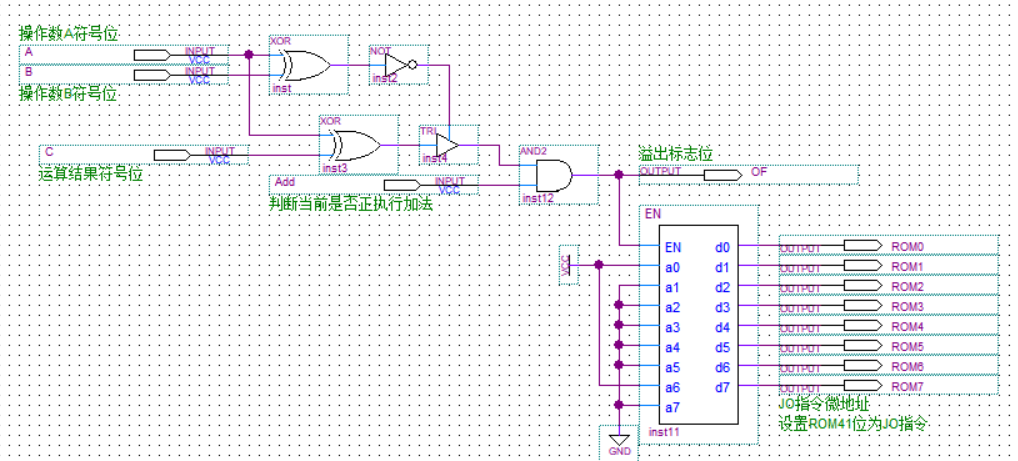 操作数A符号位
A
INPUT
VCC
B
INPUT
VCC
操作数B符号位
XOR
inst
NOT
inst2
C
INPUT
VCC
运算结果符号位
XOR
inst3
TRI
inst4
Add
INPUT
VCC
判断当前是否正执行加法
AND2
inst12
溢出标志位
OUTPUT
OF
VCC
EN
EN d0
a0 d1
a1 d2
a2 d3
a3 d4
a4 d5
a5 d6
a6 d7
a7
inst11
GND
OUTPUT ROM0
OUTPUT ROM1
OUTPUT ROM2
OUTPUT ROM3
OUTPUT ROM4
OUTPUT ROM5
OUTPUT ROM6
OUTPUT ROM7
JO指令微地址
设置ROM41位为JO指令